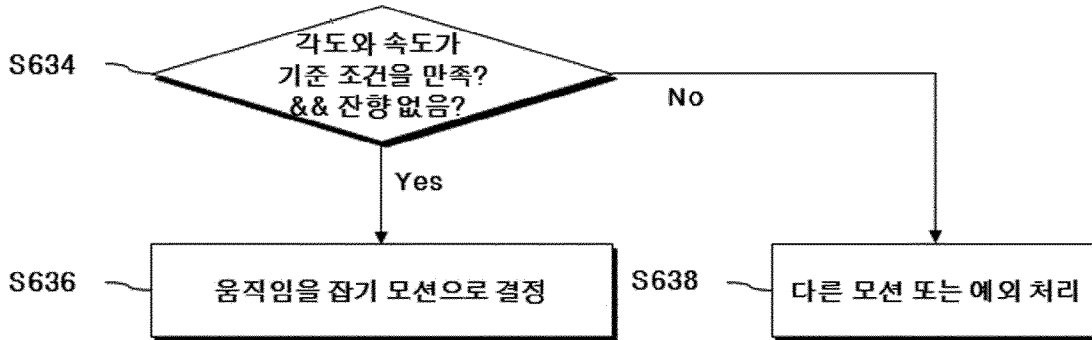 S634
각도와 속도가
기준 조건을 만족?
&& 잔향 없음?
No
Yes
S636
움직임을 잡기 모션으로 결정
S638
다른 모션 또는 예외 처리